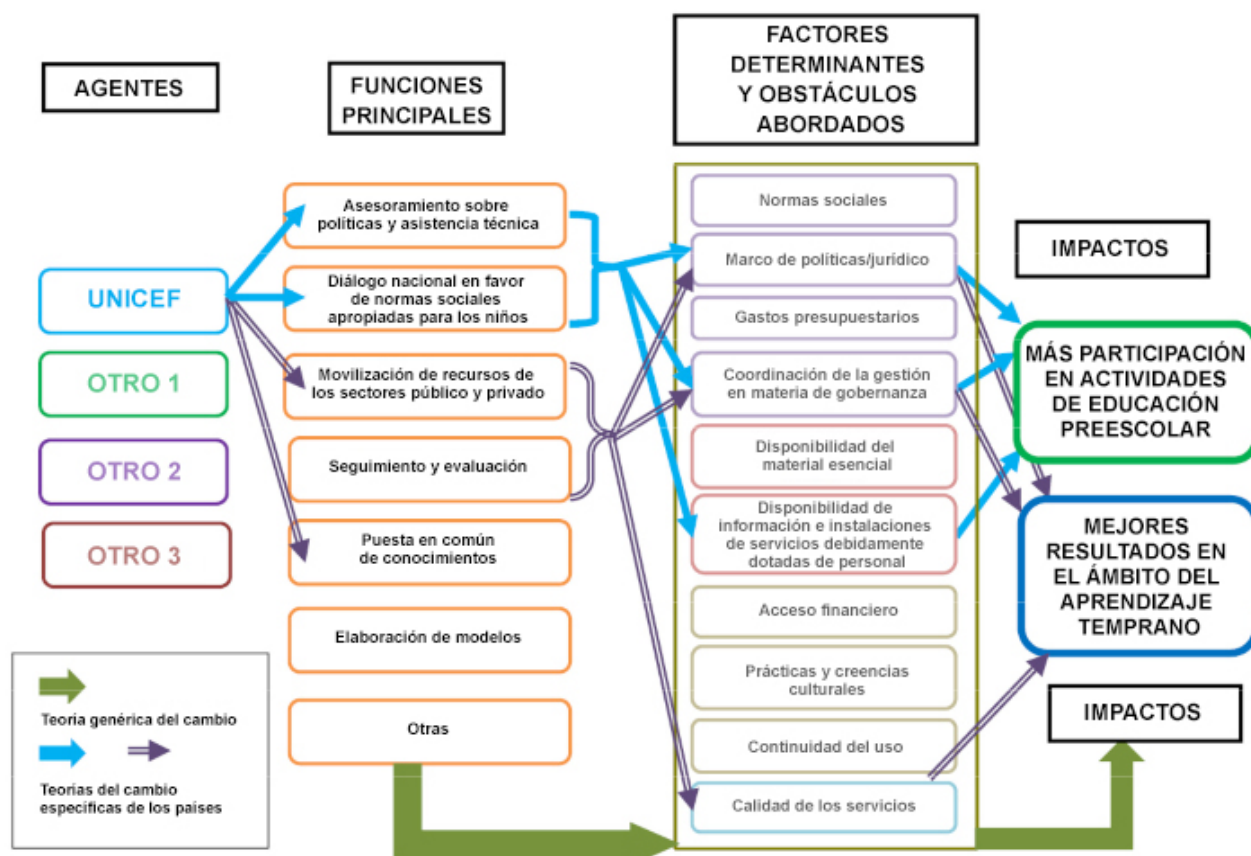 AGENTES
FUNCIONES
PRINCIPALES
FACTORES
DETERMINANTES
Y OBSTÁCULOS
ABORDADOS
UNICEF
OTRO 1
OTRO 2
OTRO 3
Asesoramiento sobre
políticas y asistencia técnica
Diálogo nacional en favor
de normas sociales
apropiadas para los niños
Movilización de recursos de
los sectores público y privado
Seguimiento y evaluación
Puesta en común
de conocimientos
Elaboración de modelos
Otras
Normas sociales
Marco de políticas/jurídico
Gastos presupuestarios
Coordinación de la gestión
en materia de gobernanza
Disponibilidad del
material esencial
Disponibilidad de
información e instalaciones
de servicios debidamente
dotadas de personal
Acceso financiero
Prácticas y creencias
culturales
Continuidad del uso
Calidad de los servicios
IMPACTOS
MÁS PARTICIPACIÓN
EN ACTIVIDADES
DE EDUCACIÓN
PREESCOLAR
MEJORES
RESULTADOS EN
EL ÁMBITO DEL
APRENDIZAJE
TEMPRANO
IMPACTOS
Teoría genérica del cambio
Teorías del cambio
específicas de los países